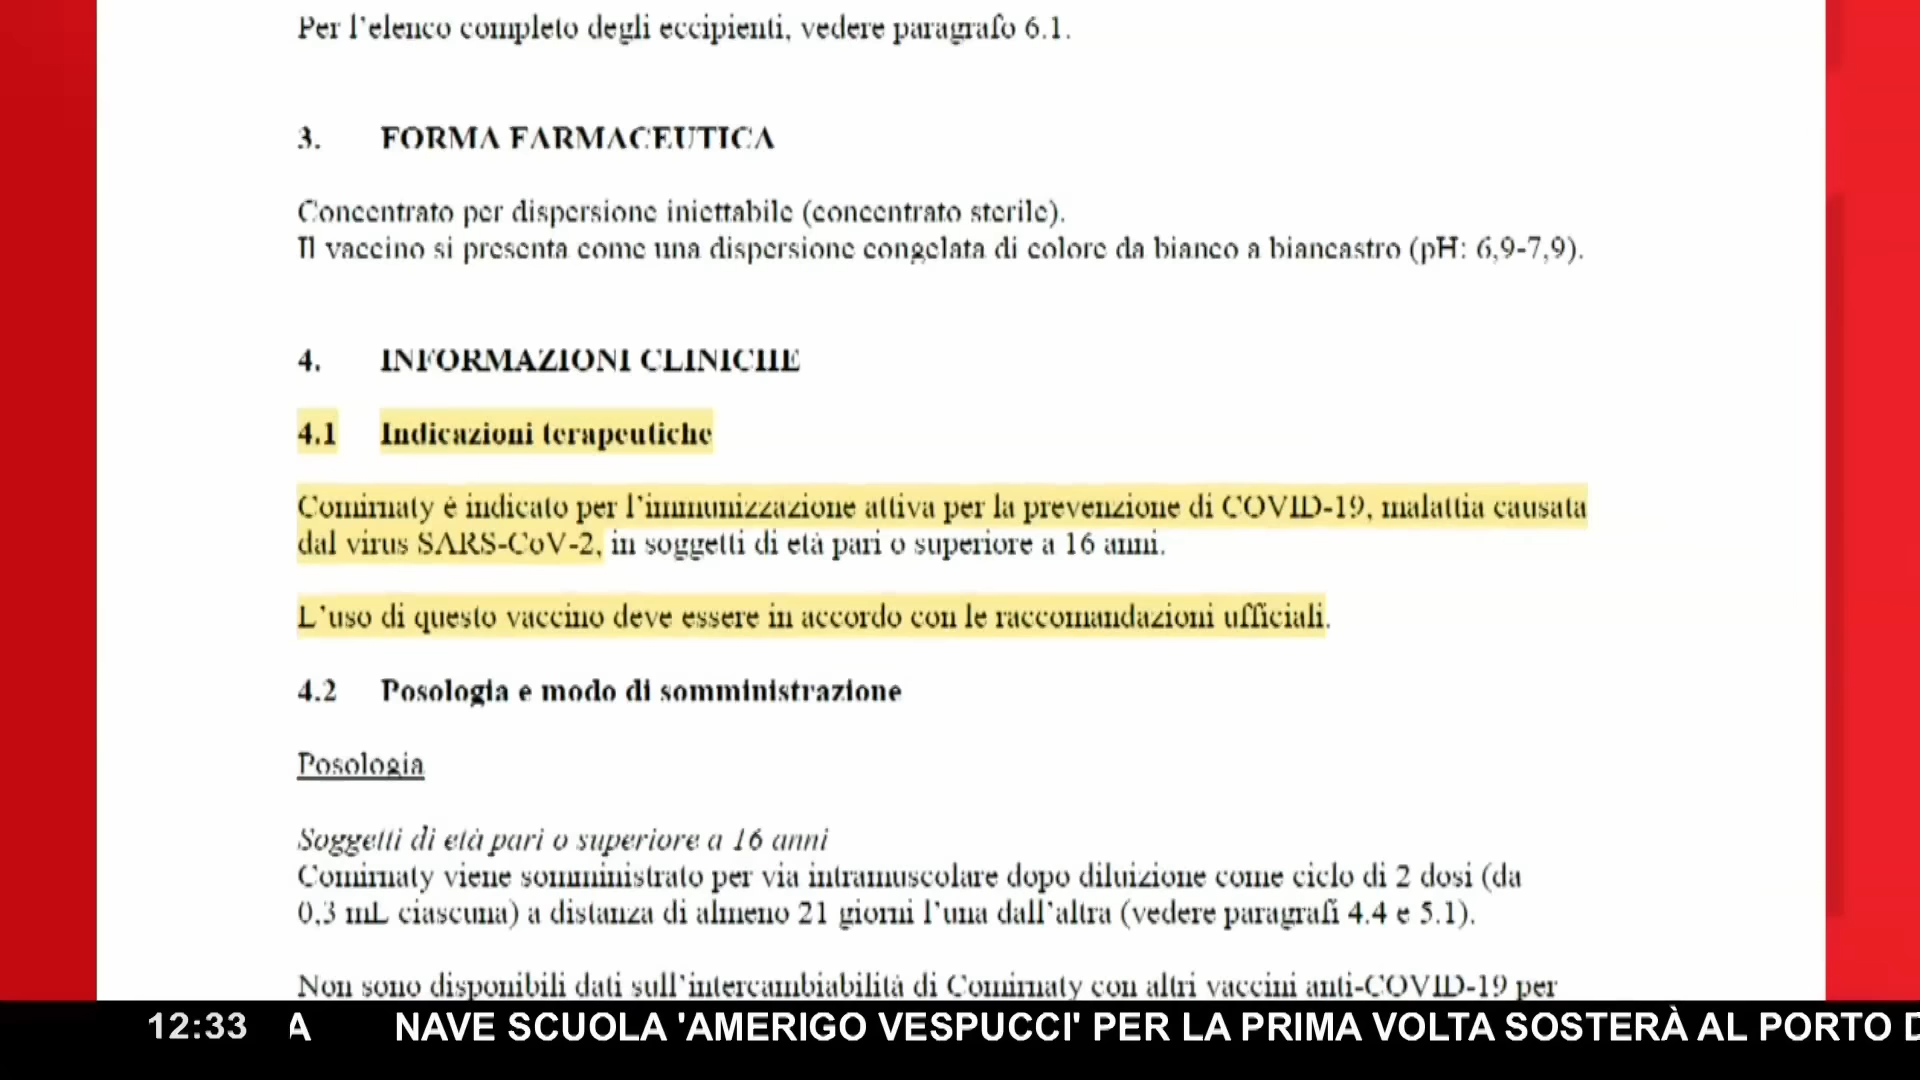 Per l'elenco completo degli eccipienti, vedere paragrafo 6.1.
3. FORMA FARMACEUTICA
Concentrato per dispersione iniettabile (concentrato sterile).
Il vaccino si presenta come una dispersione congelata di colore da bianco a biancastro (pH: 6,9-7,9).
4. INFORMAZIONI CLINICHE
4.1 Indicazioni terapeutiche
Comirnaty è indicato per l'immunizzazione attiva per la prevenzione di COVID-19, malattia causata
dal virus SARS-CoV-2, in soggetti di età pari o superiore a 16 anni.
L'uso di questo vaccino deve essere in accordo con le raccomandazioni ufficiali.
4.2 Posologia e modo di somministrazione
Posologia
Soggetti di età pari o superiore a 16 anni
Comirnaty viene somministrato per via intramuscolare dopo diluizione come ciclo di 2 dosi (da
0,3 mL ciascuna) a distanza di almeno 21 giorni l'una dall'altra (vedere paragrafi 4.4 e 5.1).
Non sono disponibili dati sull'intercambiabilità di Comirnaty con altri vaccini anti-COVID-19 per
12:33 A NAVE SCUOLA 'AMERIGO VESPUCCI' PER LA PRIMA VOLTA SOSTERÀ AL PORTO D